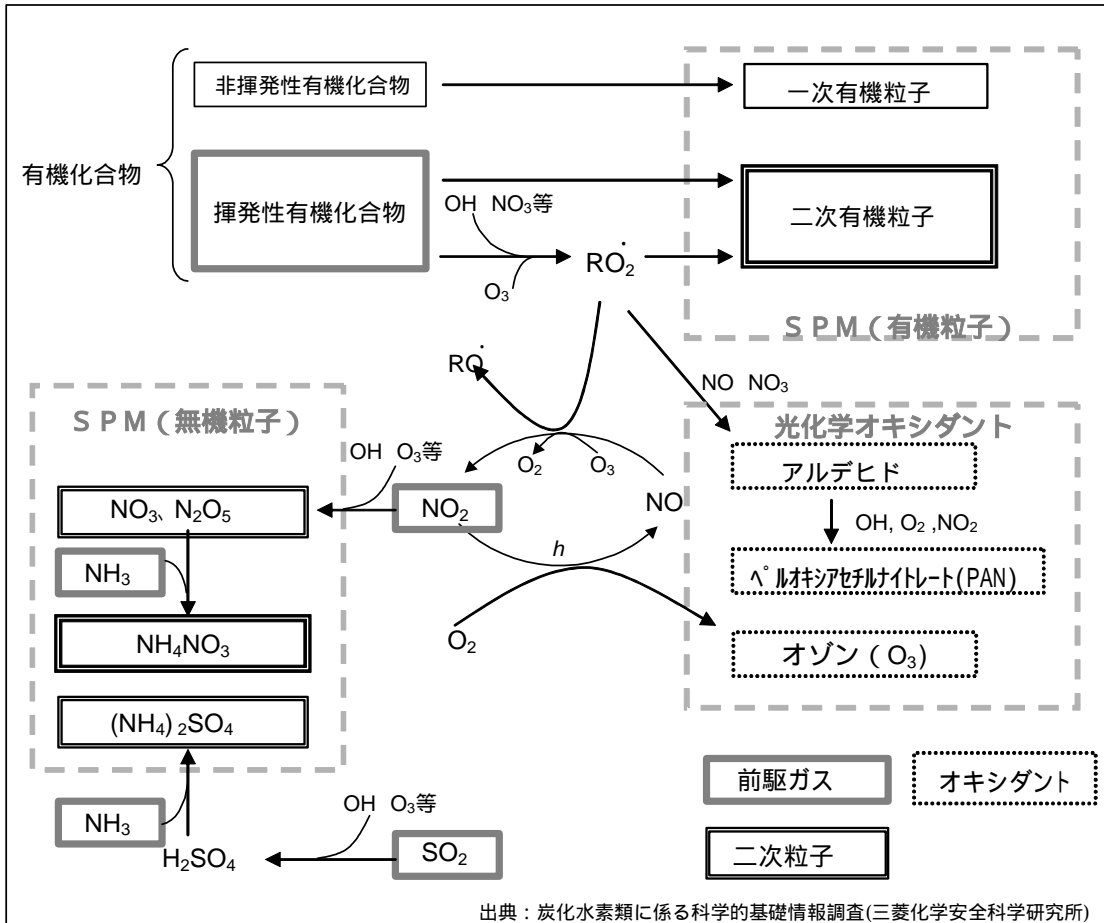 非揮発性有機化合物
一次有機粒子
有機化合物
揮発性有機化合物
OH NO3等
二次有機粒子
RO2・
O3
SPM(有機粒子)
RO・
NO NO3
SPM(無機粒子)
光化学オキシダント
OH O3等
O2
O3
アルデヒド
NO3、N2O5
NO2
NO
OH, O2 ,NO2
NH3
h
ペルオキシアセチルナイトレート(PAN)
NH4NO3
O2
オゾン(O3)
(NH4) 2SO4
前駆ガス
オキシダント
NH3
OH O3等
H2SO4
SO2
二次粒子
出典:炭化水素類に係る科学的基礎情報調査(三菱化学安全科学研究所)